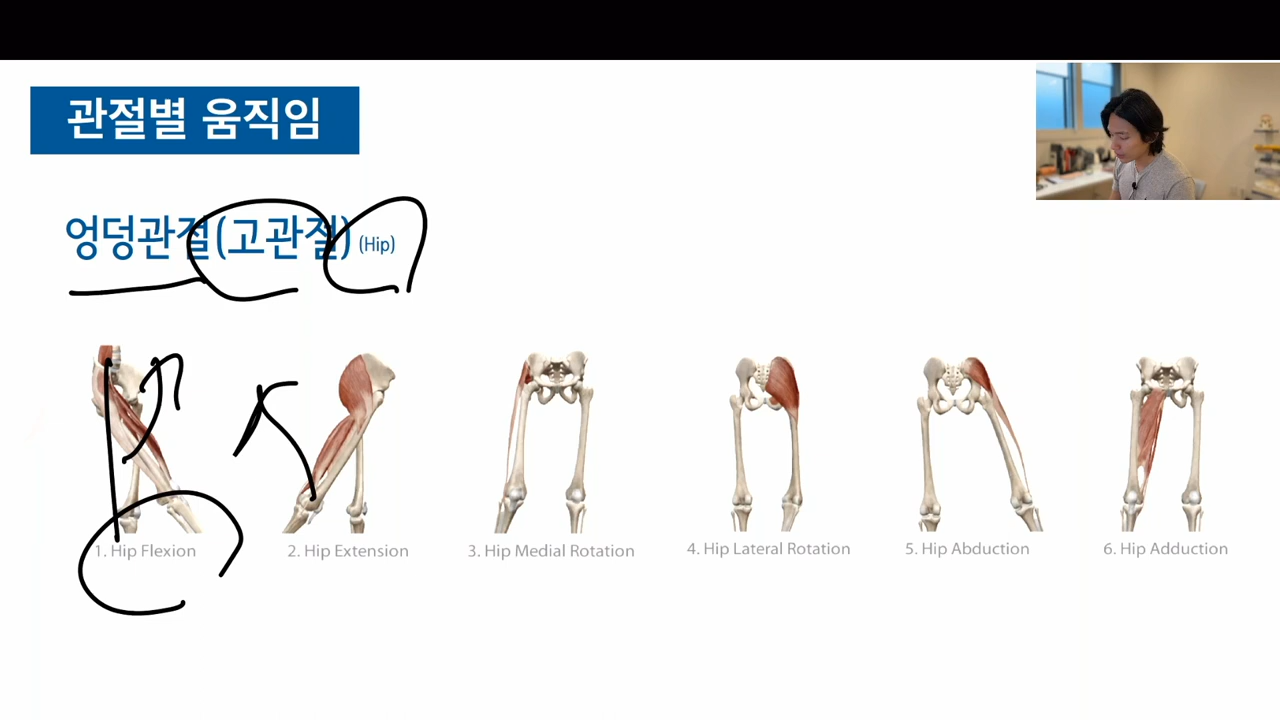 관절별 움직임
엉덩관절(고관절) (Hip)
1. Hip Flexion
2. Hip Extension
3. Hip Medial Rotation
4. Hip Lateral Rotation
5. Hip Abduction
6. Hip Adduction